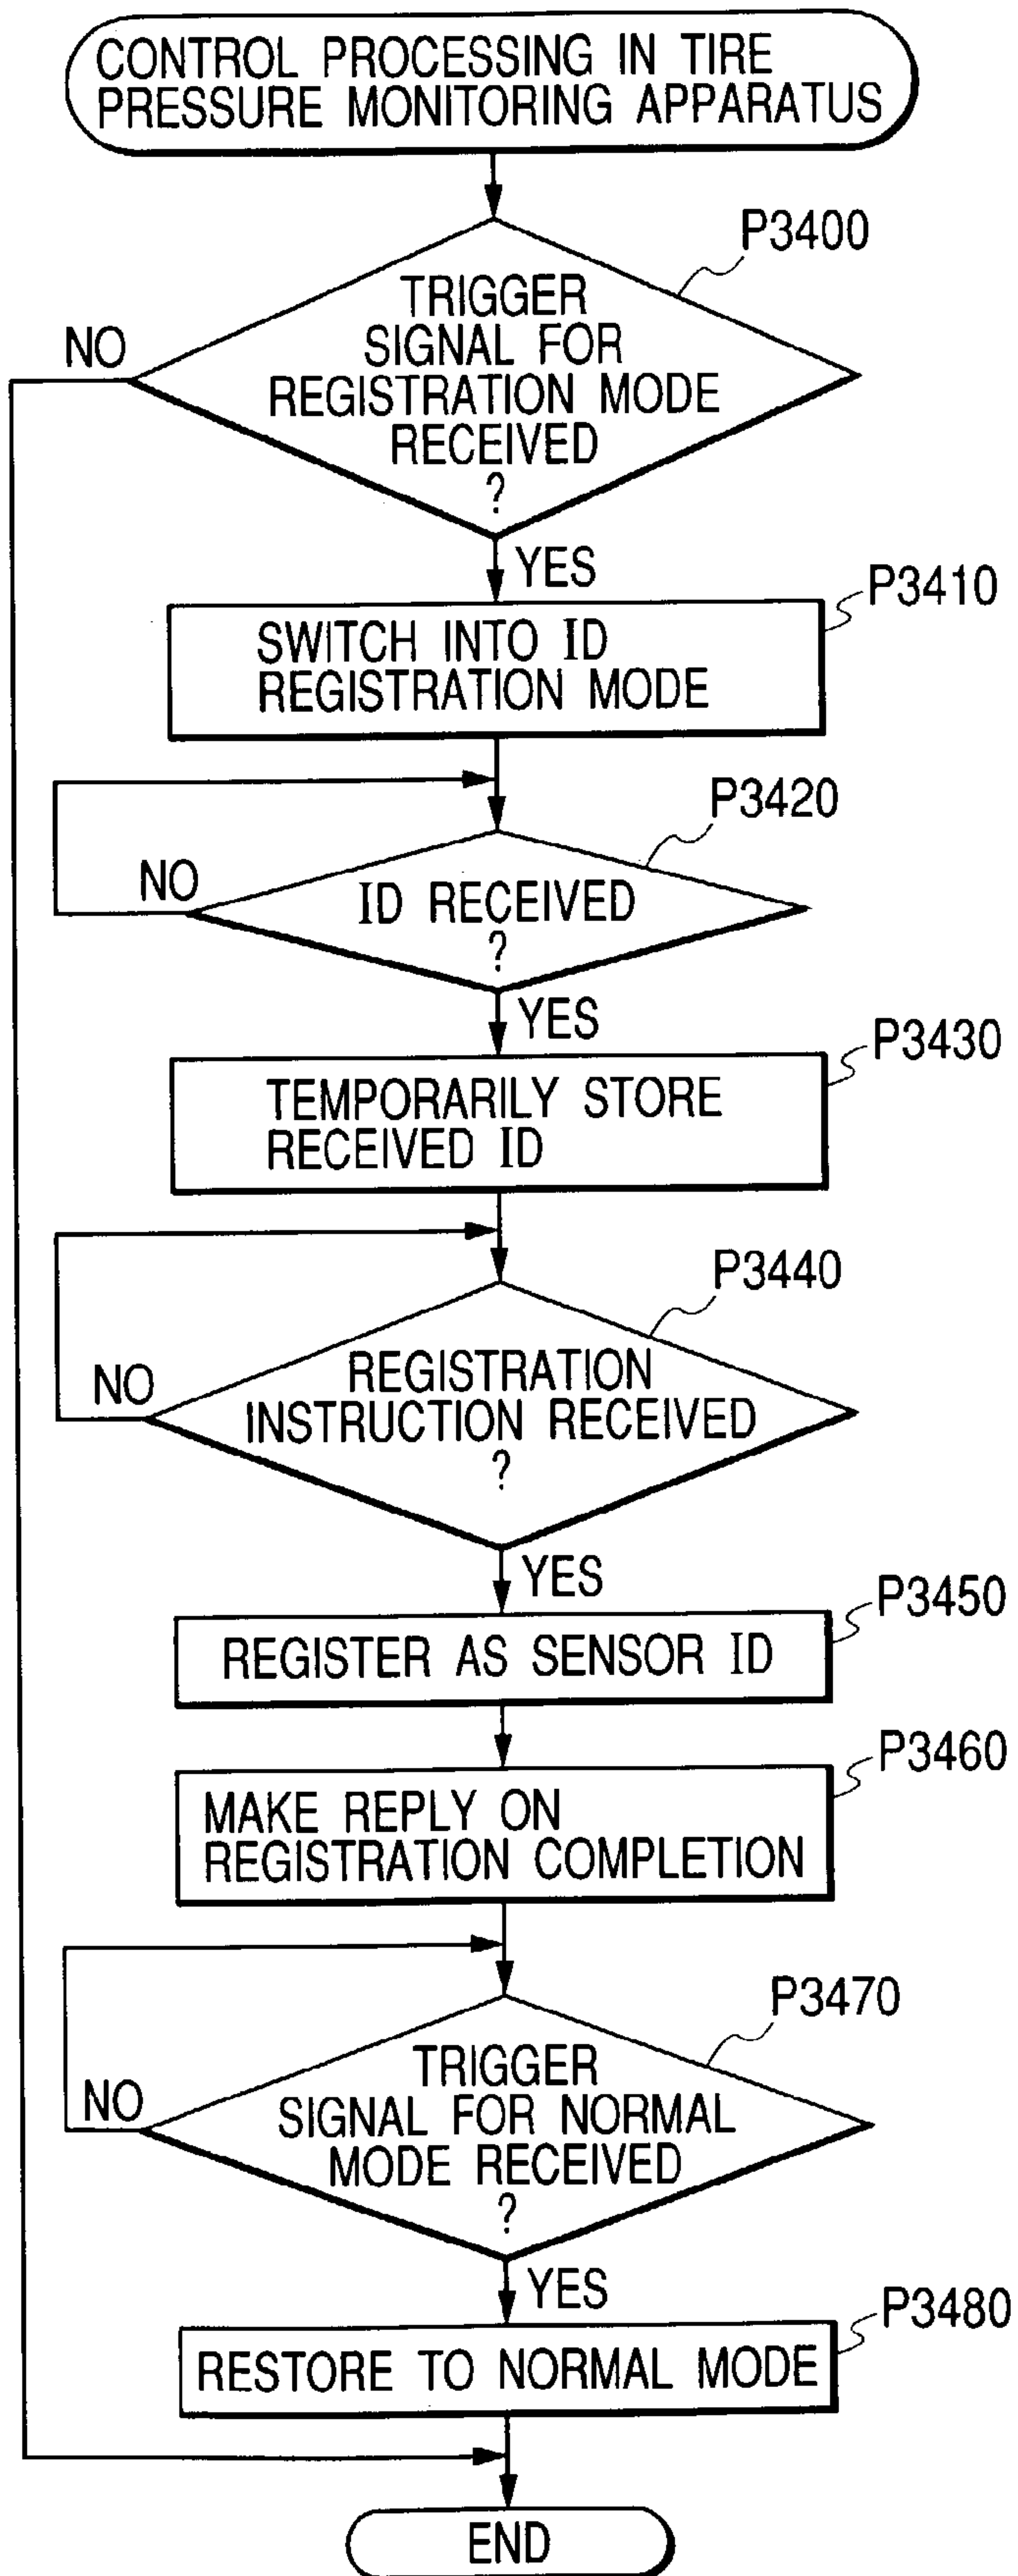 CONTROL PROCESSING IN TIRE
PRESSURE MONITORING APPARATUS
P3400
TRIGGER
SIGNAL FOR
REGISTRATION MODE
RECEIVED
?
NO
YES
P3410
SWITCH INTO ID
REGISTRATION MODE
P3420
NO
ID RECEIVED
?
YES
P3430
TEMPORARILY STORE
RECEIVED ID
P3440
NO
REGISTRATION
INSTRUCTION RECEIVED
?
YES
P3450
REGISTER AS SENSOR ID
P3460
MAKE REPLY ON
REGISTRATION COMPLETION
P3470
NO
TRIGGER
SIGNAL FOR NORMAL
MODE RECEIVED
?
YES
P3480
RESTORE TO NORMAL MODE
END